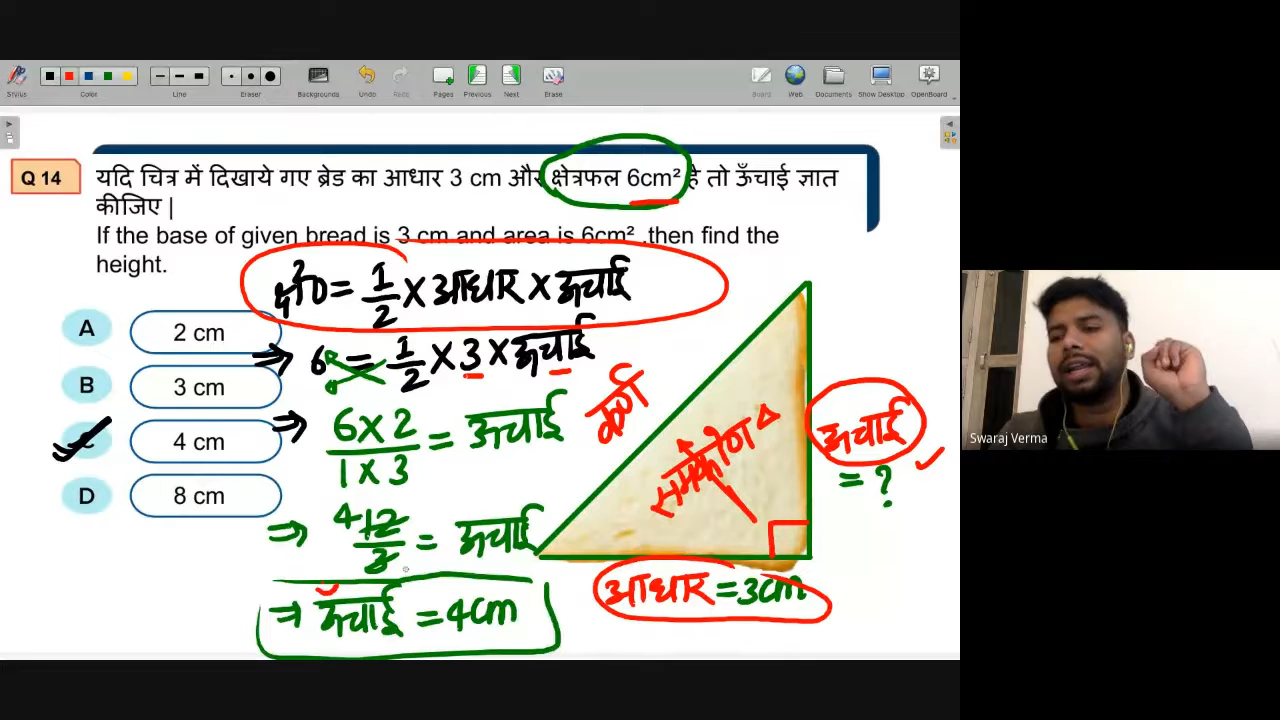 Stylus Color Line Eraser Backgrounds Undo Redo Pages Previous Next Erase Board Web Documents Show Desktop OpenBoard
Q 14
यदि चित्र में दिखाये गए ब्रेड का आधार 3 cm और क्षेत्रफल 6cm² है तो ऊँचाई ज्ञात
कीजिए |
If the base of given bread is 3 cm and area is 6cm² ,then find the
height.
क्षे०फ० = 1/2 × आधार × ऊँचाई
A 2 cm
⇒ 6 = 1/2 × 3 × ऊँचाई
B 3 cm
⇒ 6 × 2 / 1 × 3 = ऊँचाई
C 4 cm
D 8 cm
⇒ 4 12/3 = ऊँचाई
⇒ ऊँचाई = 4cm
कर्ण
समकोण Δ
ऊँचाई
= ?
आधार = 3cm
Swaraj Verma